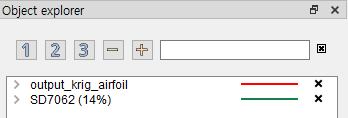 Object explorer
1 2 3 - +
output_krig_airfoil
SD7062 (14%)